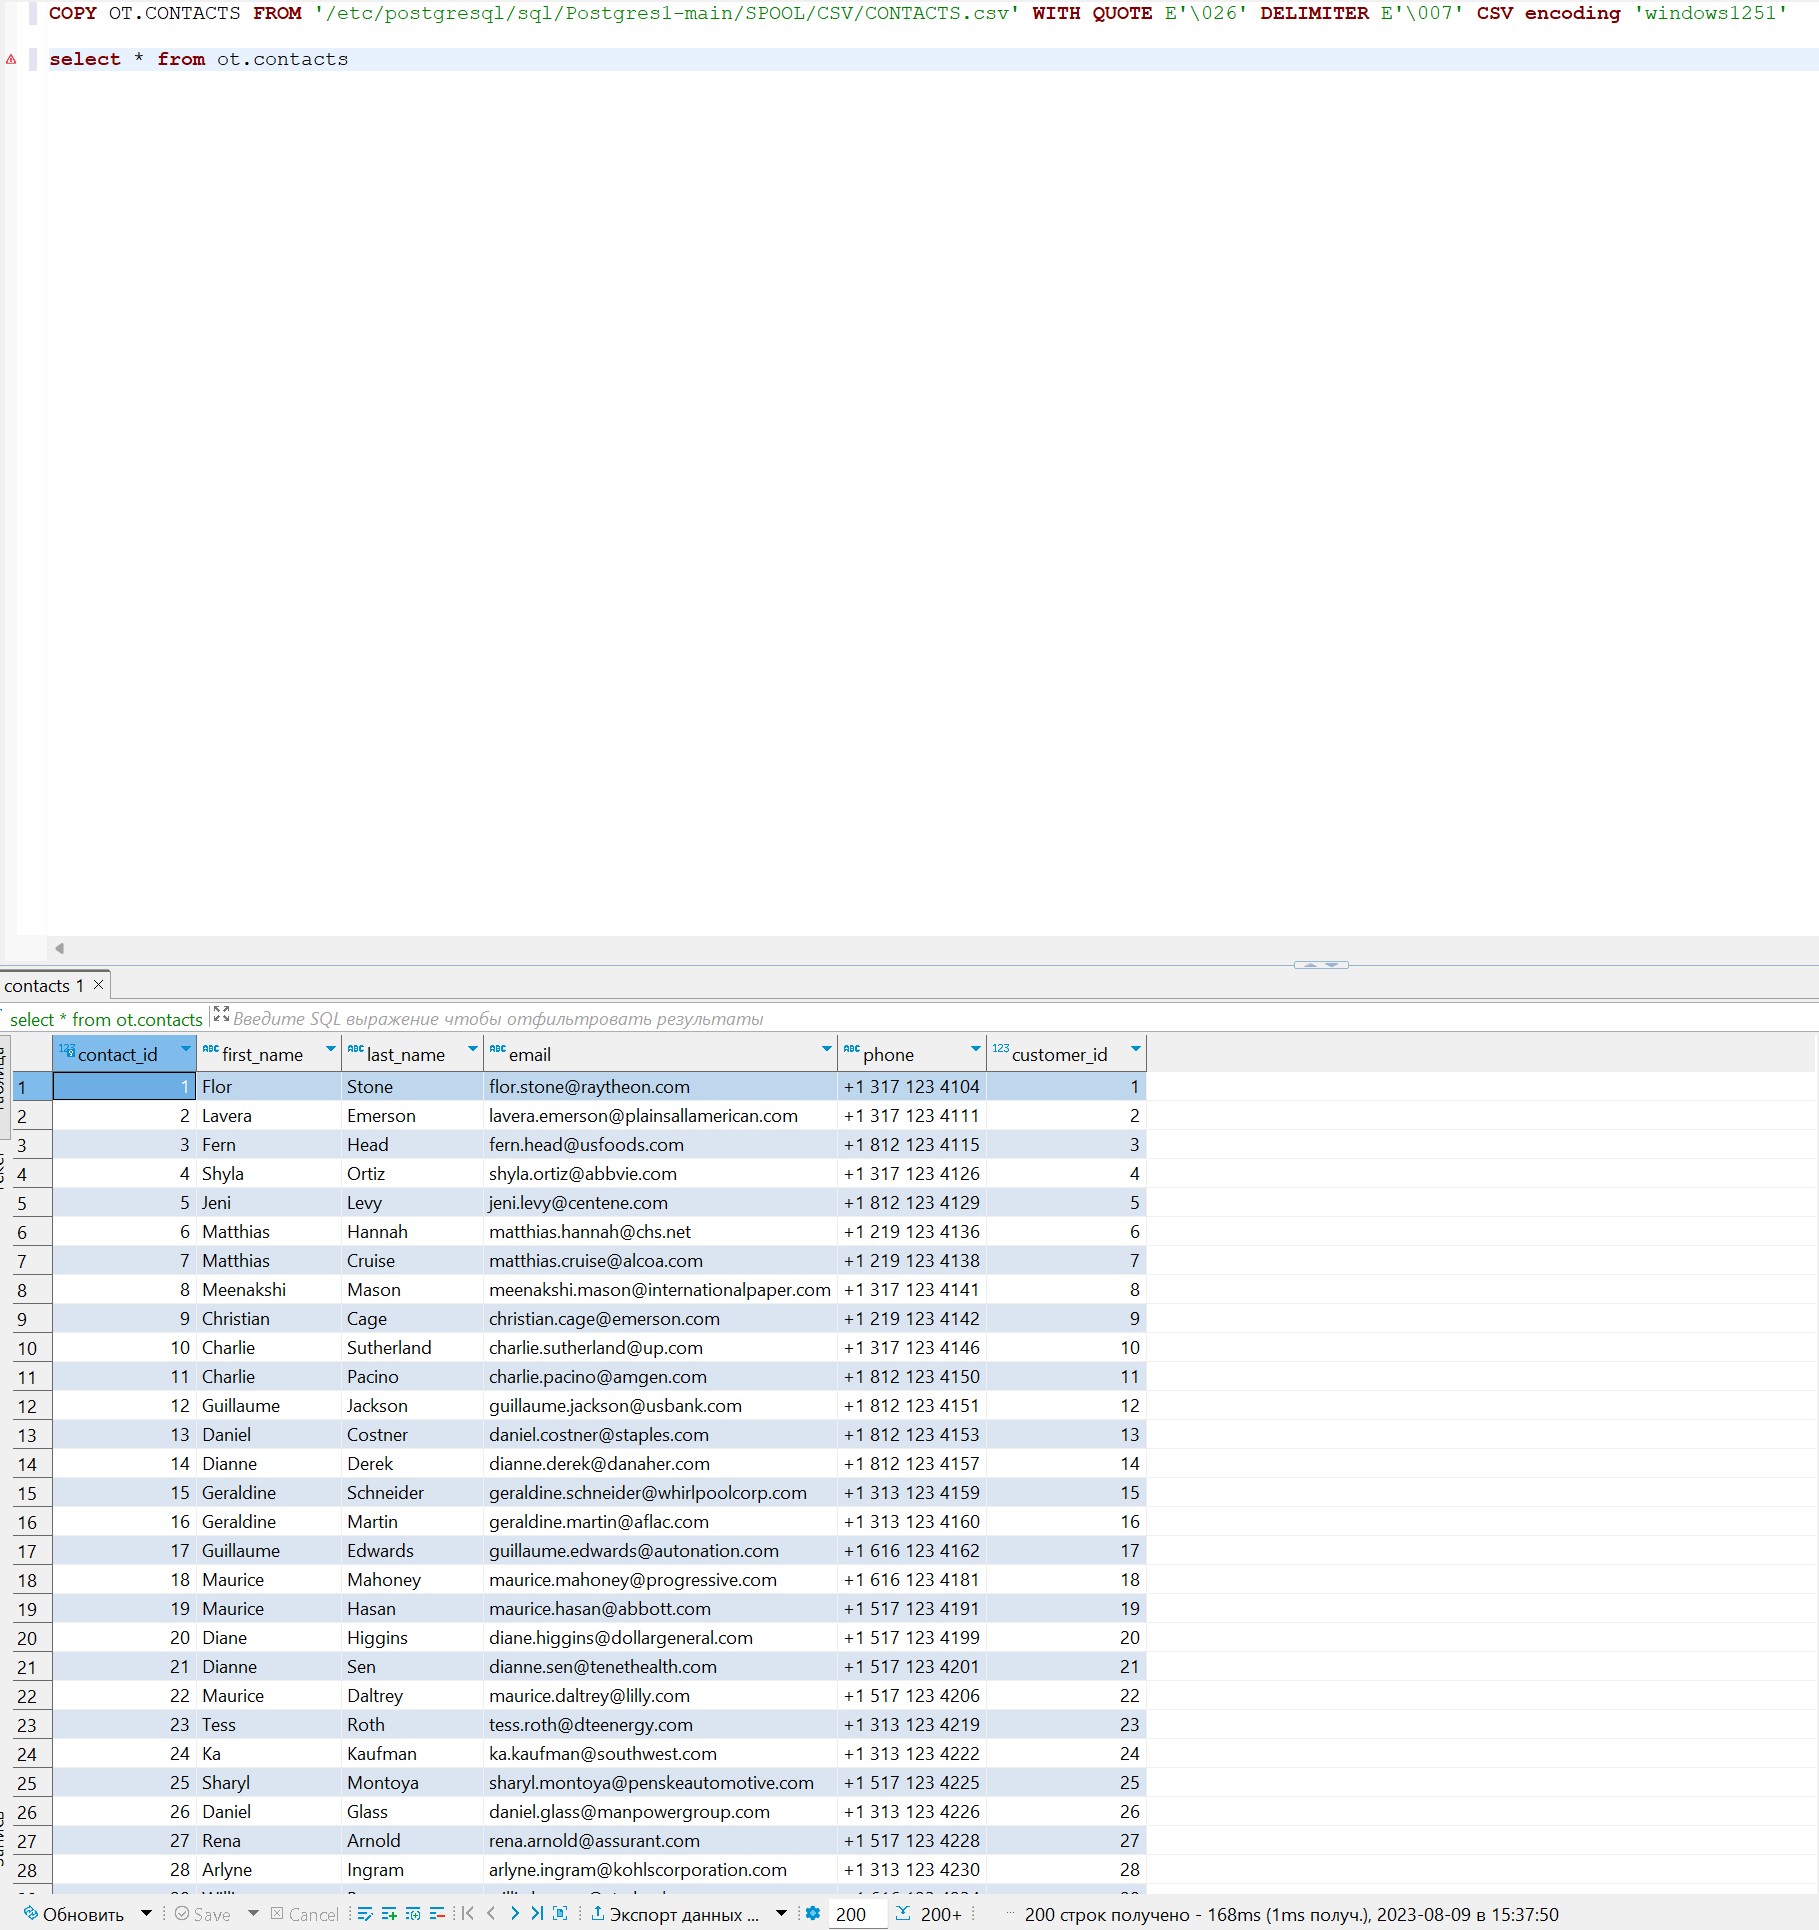 COPY OT.CONTACTS FROM '/etc/postgresql/sql/Postgres1-main/SPOOL/CSV/CONTACTS.csv' WITH QUOTE E'\026' DELIMITER E'\007' CSV encoding 'windows1251'
select * from ot.contacts
contacts 1
select * from ot.contacts Введите SQL выражение чтобы отфильтровать результаты
123 contact_id ABC first_name ABC last_name ABC email ABC phone 123 customer_id
1 1 Flor Stone flor.stone@raytheon.com +1 317 123 4104 1
2 2 Lavera Emerson lavera.emerson@plainsallamerican.com +1 317 123 4111 2
3 3 Fern Head fern.head@usfoods.com +1 812 123 4115 3
4 4 Shyla Ortiz shyla.ortiz@abbvie.com +1 317 123 4126 4
5 5 Jeni Levy jeni.levy@centene.com +1 812 123 4129 5
6 6 Matthias Hannah matthias.hannah@chs.net +1 219 123 4136 6
7 7 Matthias Cruise matthias.cruise@alcoa.com +1 219 123 4138 7
8 8 Meenakshi Mason meenakshi.mason@internationalpaper.com +1 317 123 4141 8
9 9 Christian Cage christian.cage@emerson.com +1 219 123 4142 9
10 10 Charlie Sutherland charlie.sutherland@up.com +1 317 123 4146 10
11 11 Charlie Pacino charlie.pacino@amgen.com +1 812 123 4150 11
12 12 Guillaume Jackson guillaume.jackson@usbank.com +1 812 123 4151 12
13 13 Daniel Costner daniel.costner@staples.com +1 812 123 4153 13
14 14 Dianne Derek dianne.derek@danaher.com +1 812 123 4157 14
15 15 Geraldine Schneider geraldine.schneider@whirlpoolcorp.com +1 313 123 4159 15
16 16 Geraldine Martin geraldine.martin@aflac.com +1 313 123 4160 16
17 17 Guillaume Edwards guillaume.edwards@autonation.com +1 616 123 4162 17
18 18 Maurice Mahoney maurice.mahoney@progressive.com +1 616 123 4181 18
19 19 Maurice Hasan maurice.hasan@abbott.com +1 517 123 4191 19
20 20 Diane Higgins diane.higgins@dollargeneral.com +1 517 123 4199 20
21 21 Dianne Sen dianne.sen@tenethealth.com +1 517 123 4201 21
22 22 Maurice Daltrey maurice.daltrey@lilly.com +1 517 123 4206 22
23 23 Tess Roth tess.roth@dteenergy.com +1 313 123 4219 23
24 24 Ka Kaufman ka.kaufman@southwest.com +1 313 123 4222 24
25 25 Sharyl Montoya sharyl.montoya@penskeautomotive.com +1 517 123 4225 25
26 26 Daniel Glass daniel.glass@manpowergroup.com +1 313 123 4226 26
27 27 Rena Arnold rena.arnold@assurant.com +1 517 123 4228 27
28 28 Arlyne Ingram arlyne.ingram@kohlscorporation.com +1 313 123 4230 28
Обновить Save Cancel Экспорт данных ... 200 200+ 200 строк получено - 168ms (1ms получ.), 2023-08-09 в 15:37:50